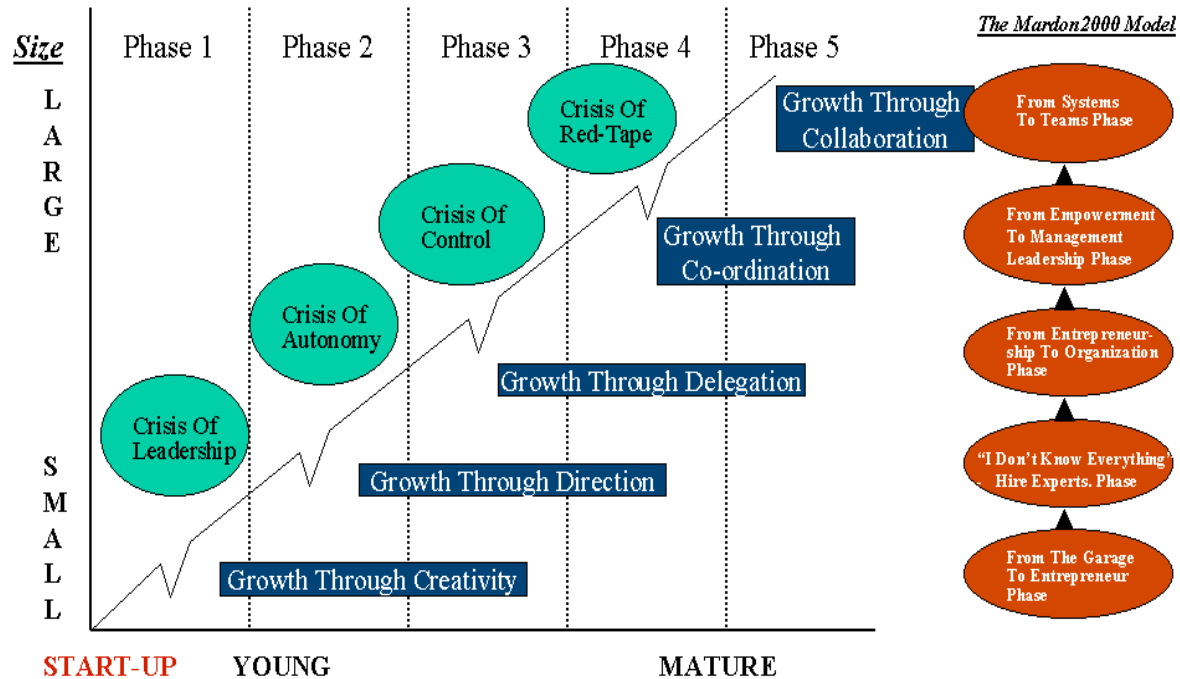 The Mardon2000 Model
Size
Phase 1
Phase 2
Phase 3
Phase 4
Phase 5
L
A
R
G
E
S
M
A
L
L
Crisis Of
Red-Tape
Crisis Of
Control
Crisis Of
Autonomy
Crisis Of
Leadership
Growth Through
Collaboration
Growth Through
Co-ordination
Growth Through Delegation
Growth Through Direction
Growth Through Creativity
From Systems
To Teams Phase
From Empowerment
To Management
Leadership Phase
From Entrepreneur-
ship To Organization
Phase
“I Don’t Know Everything’
- Hire Experts. Phase
From The Garage
To Entrepreneur
Phase
START-UP
YOUNG
MATURE